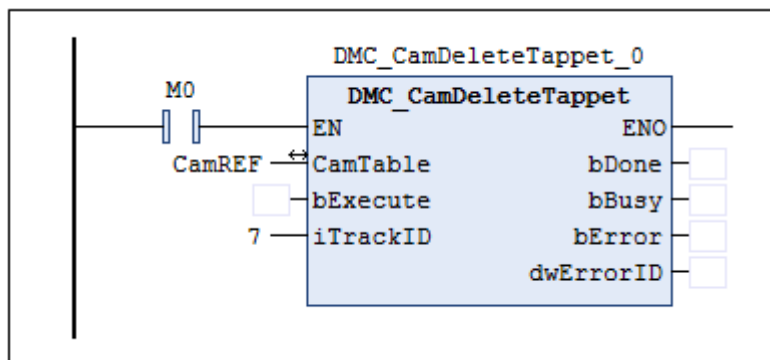 DMC_CamDeleteTappet_0
M0
DMC_CamDeleteTappet
EN ENO
CamREF CamTable bDone
bExecute bBusy
7 iTrackID bError
dwErrorID